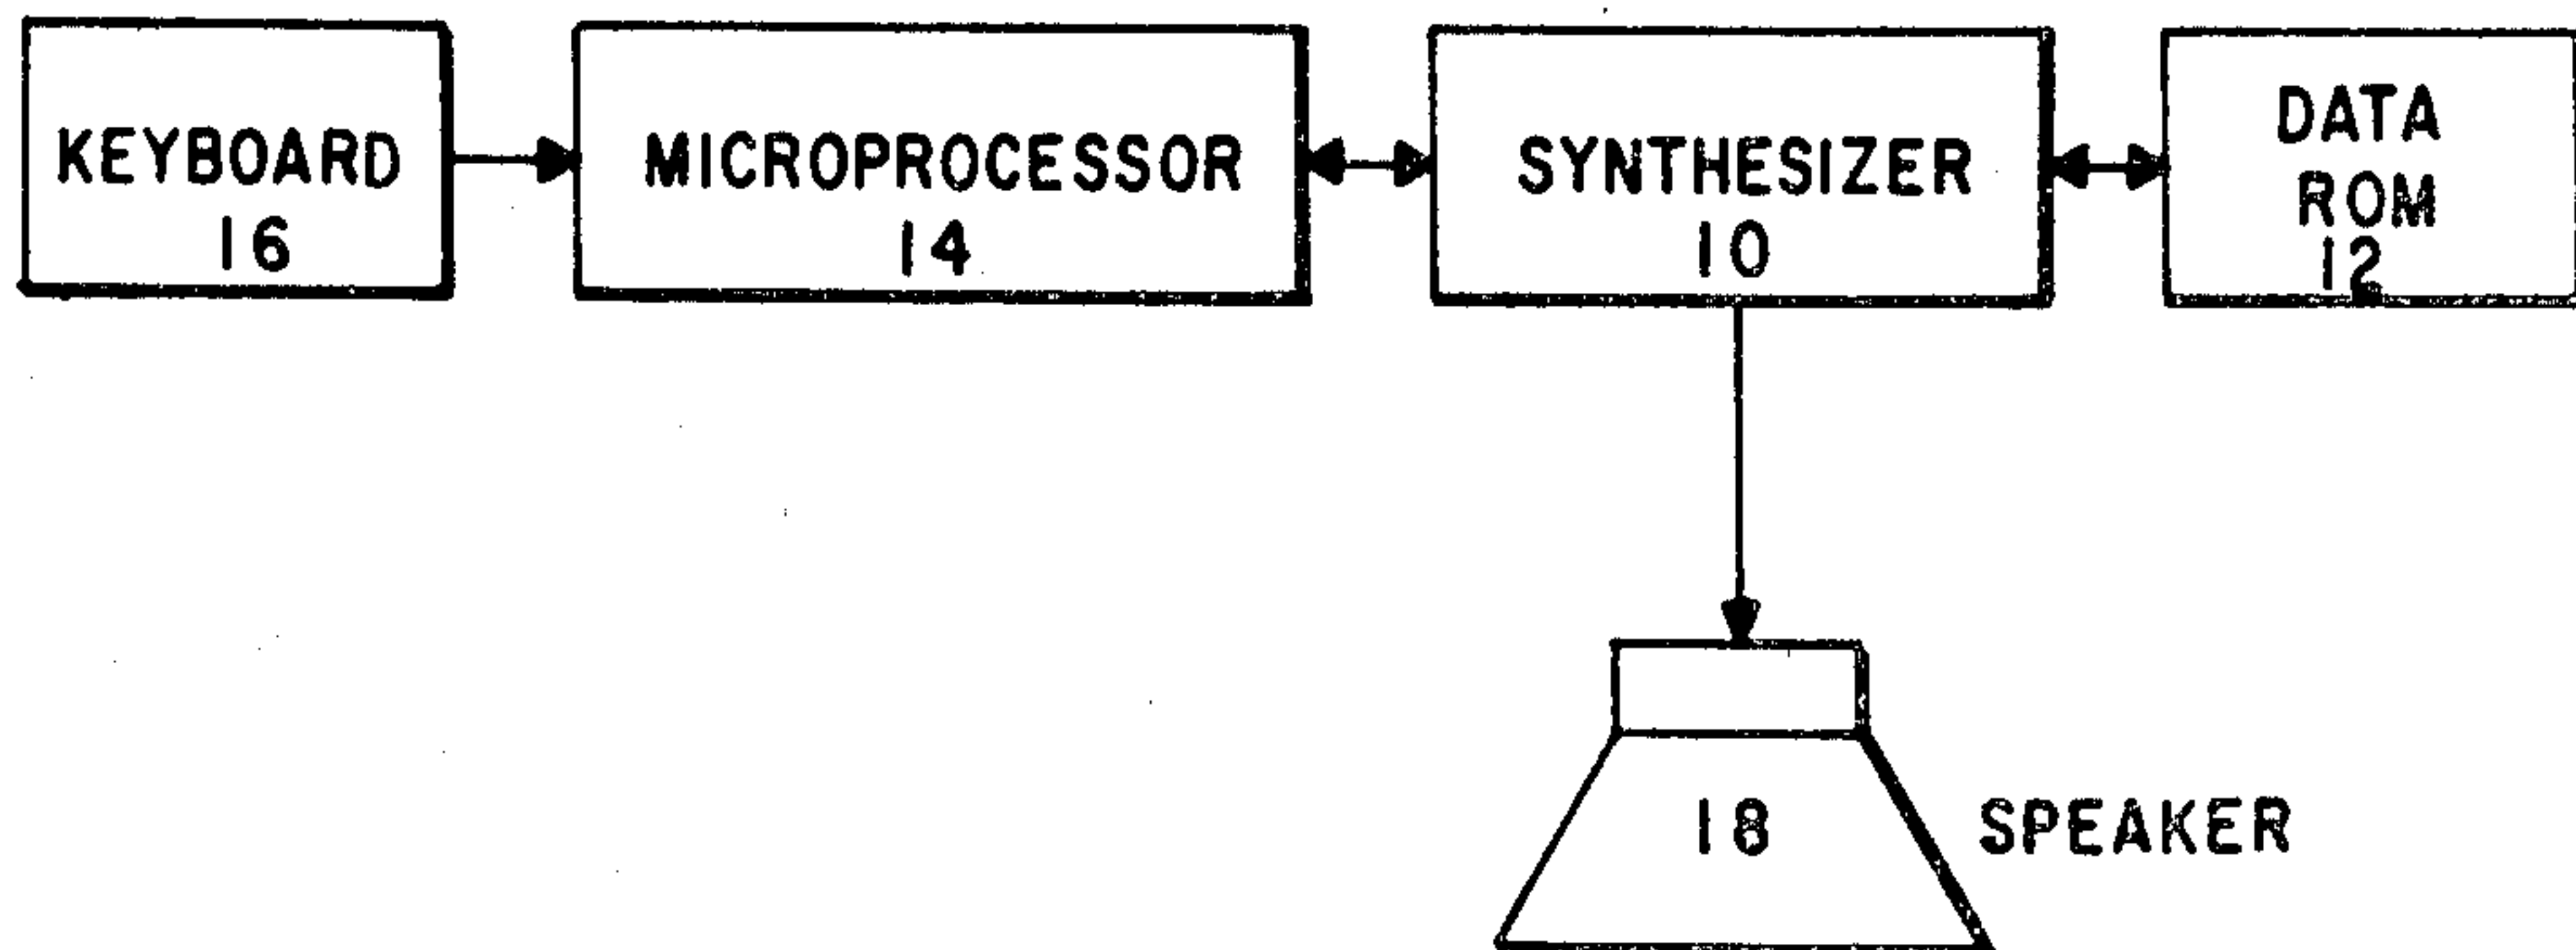 KEYBOARD
16
MICROPROCESSOR
14
SYNTHESIZER
10
DATA
ROM
12
18
SPEAKER